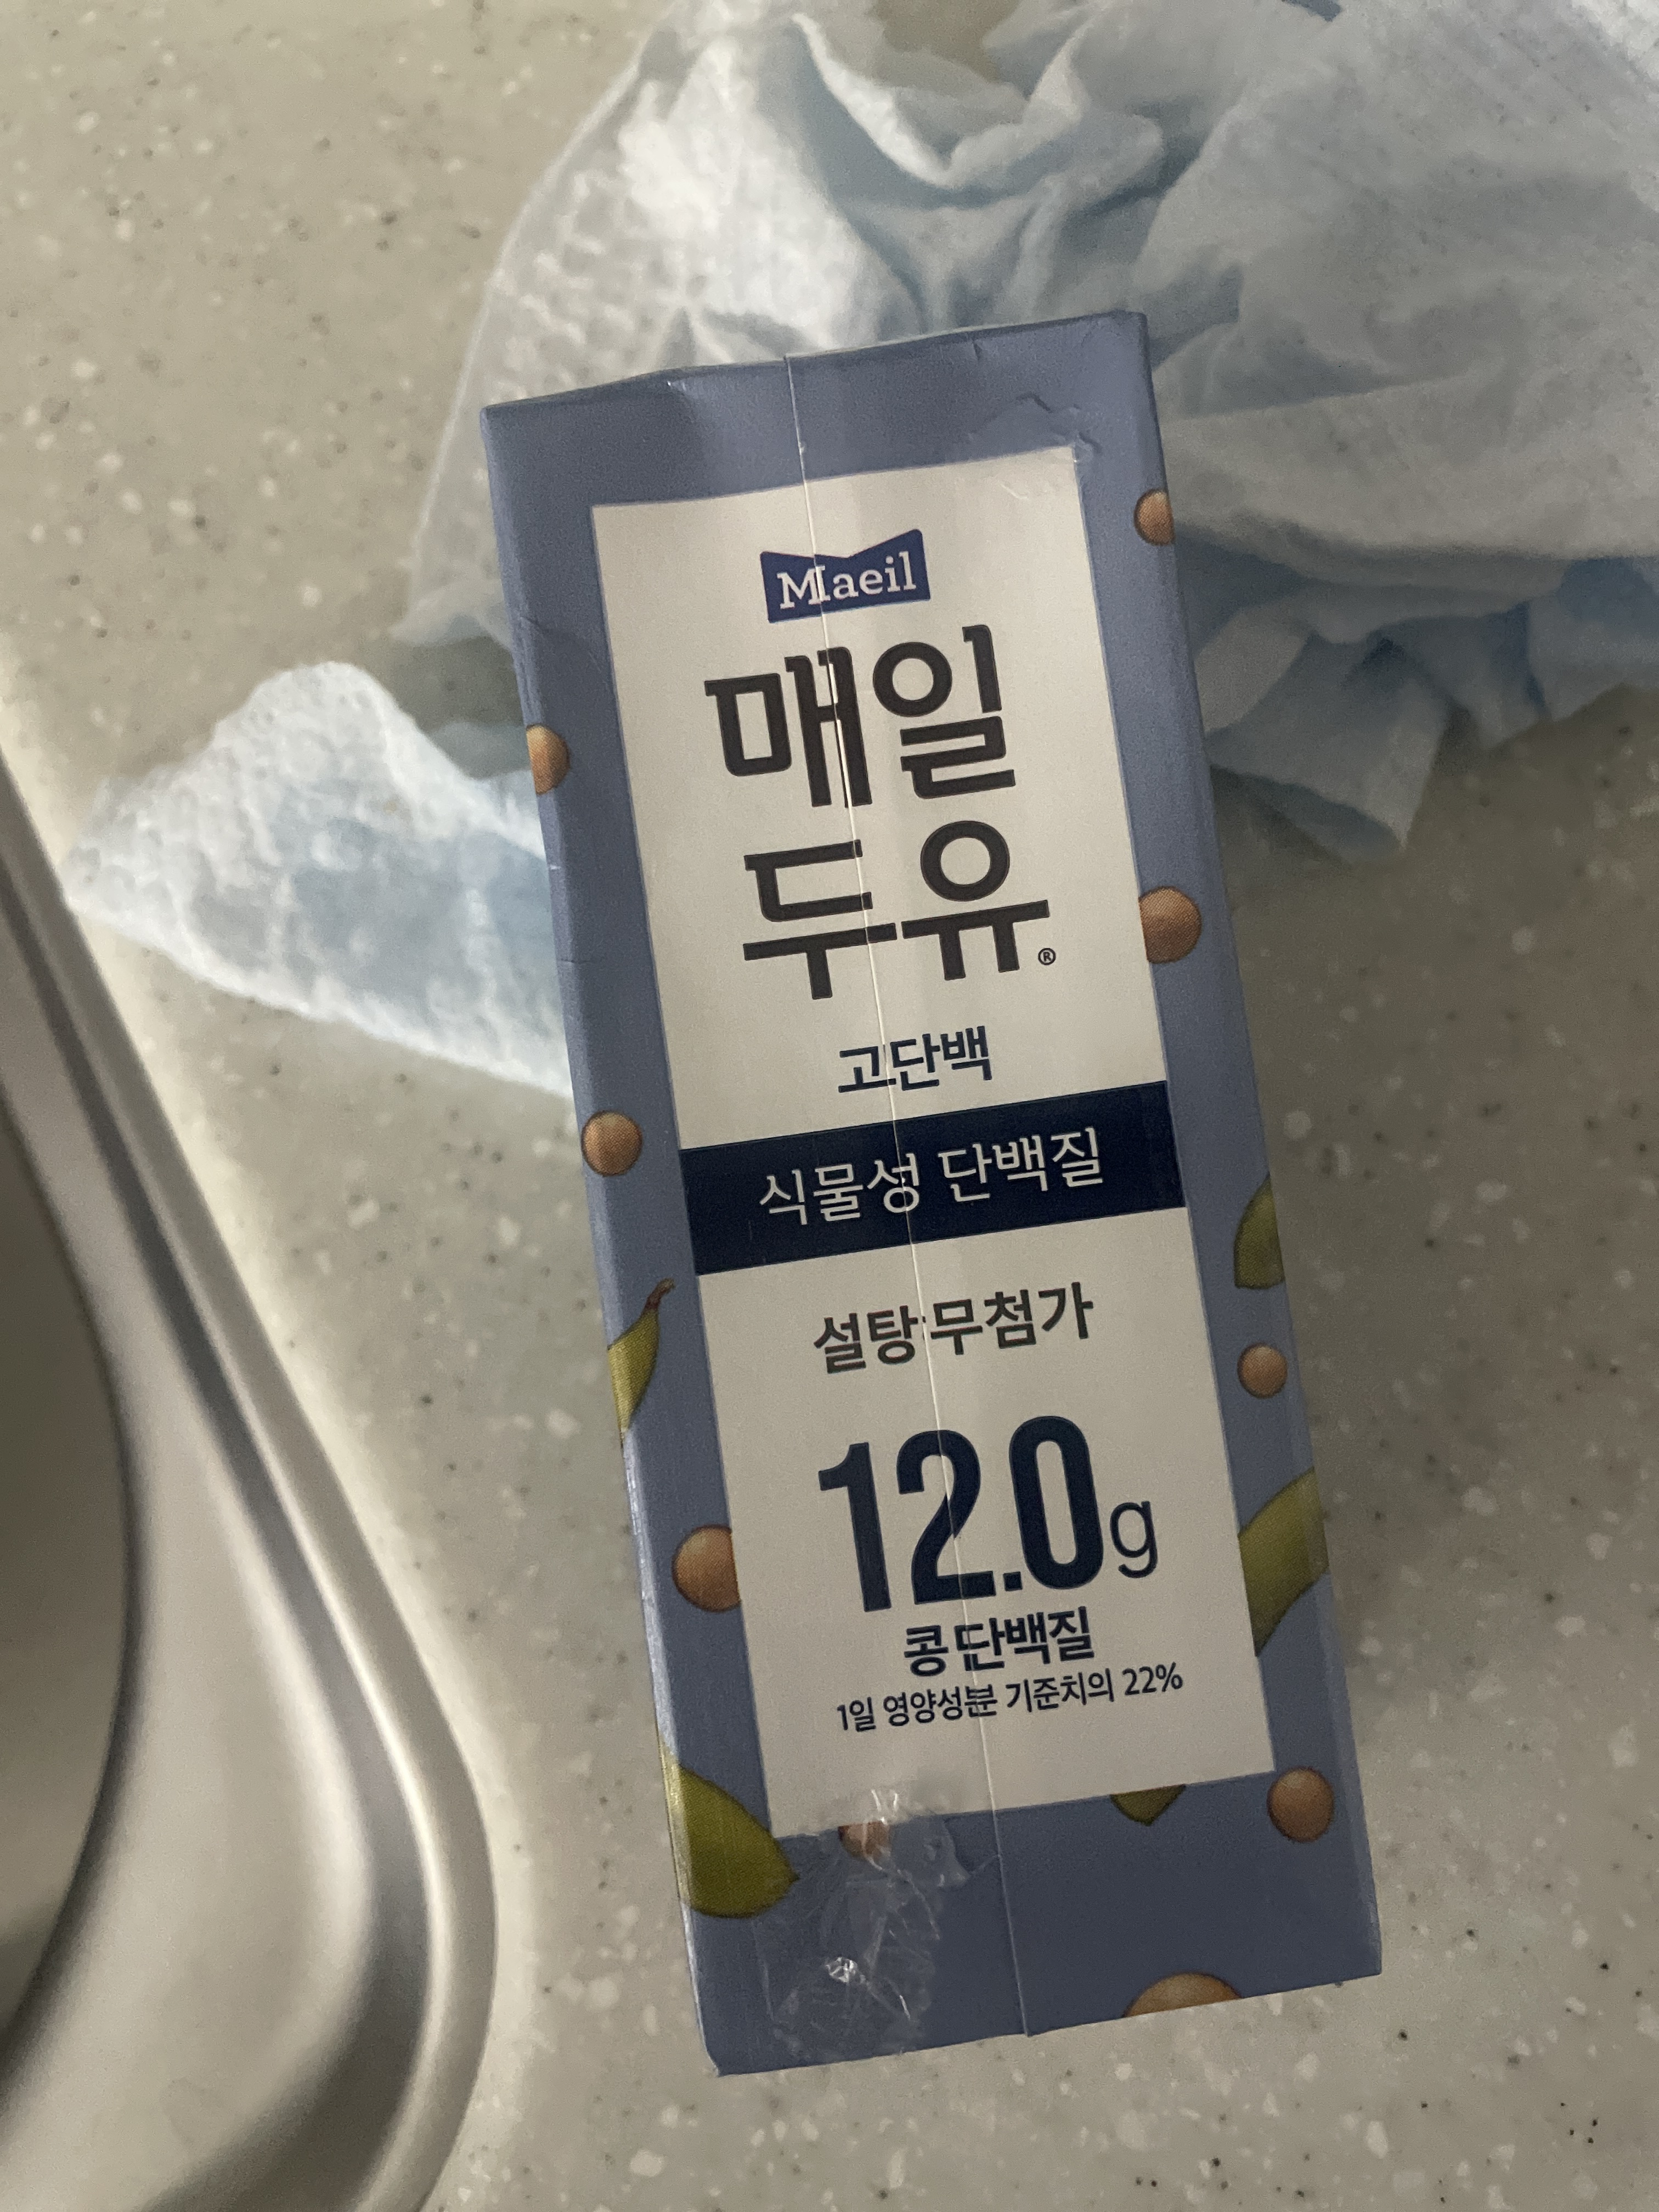 Maeil
매일
두유®
고단백
식물성 단백질
설탕 무첨가
12.0g
콩 단백질
1일 영양성분 기준치의 22%